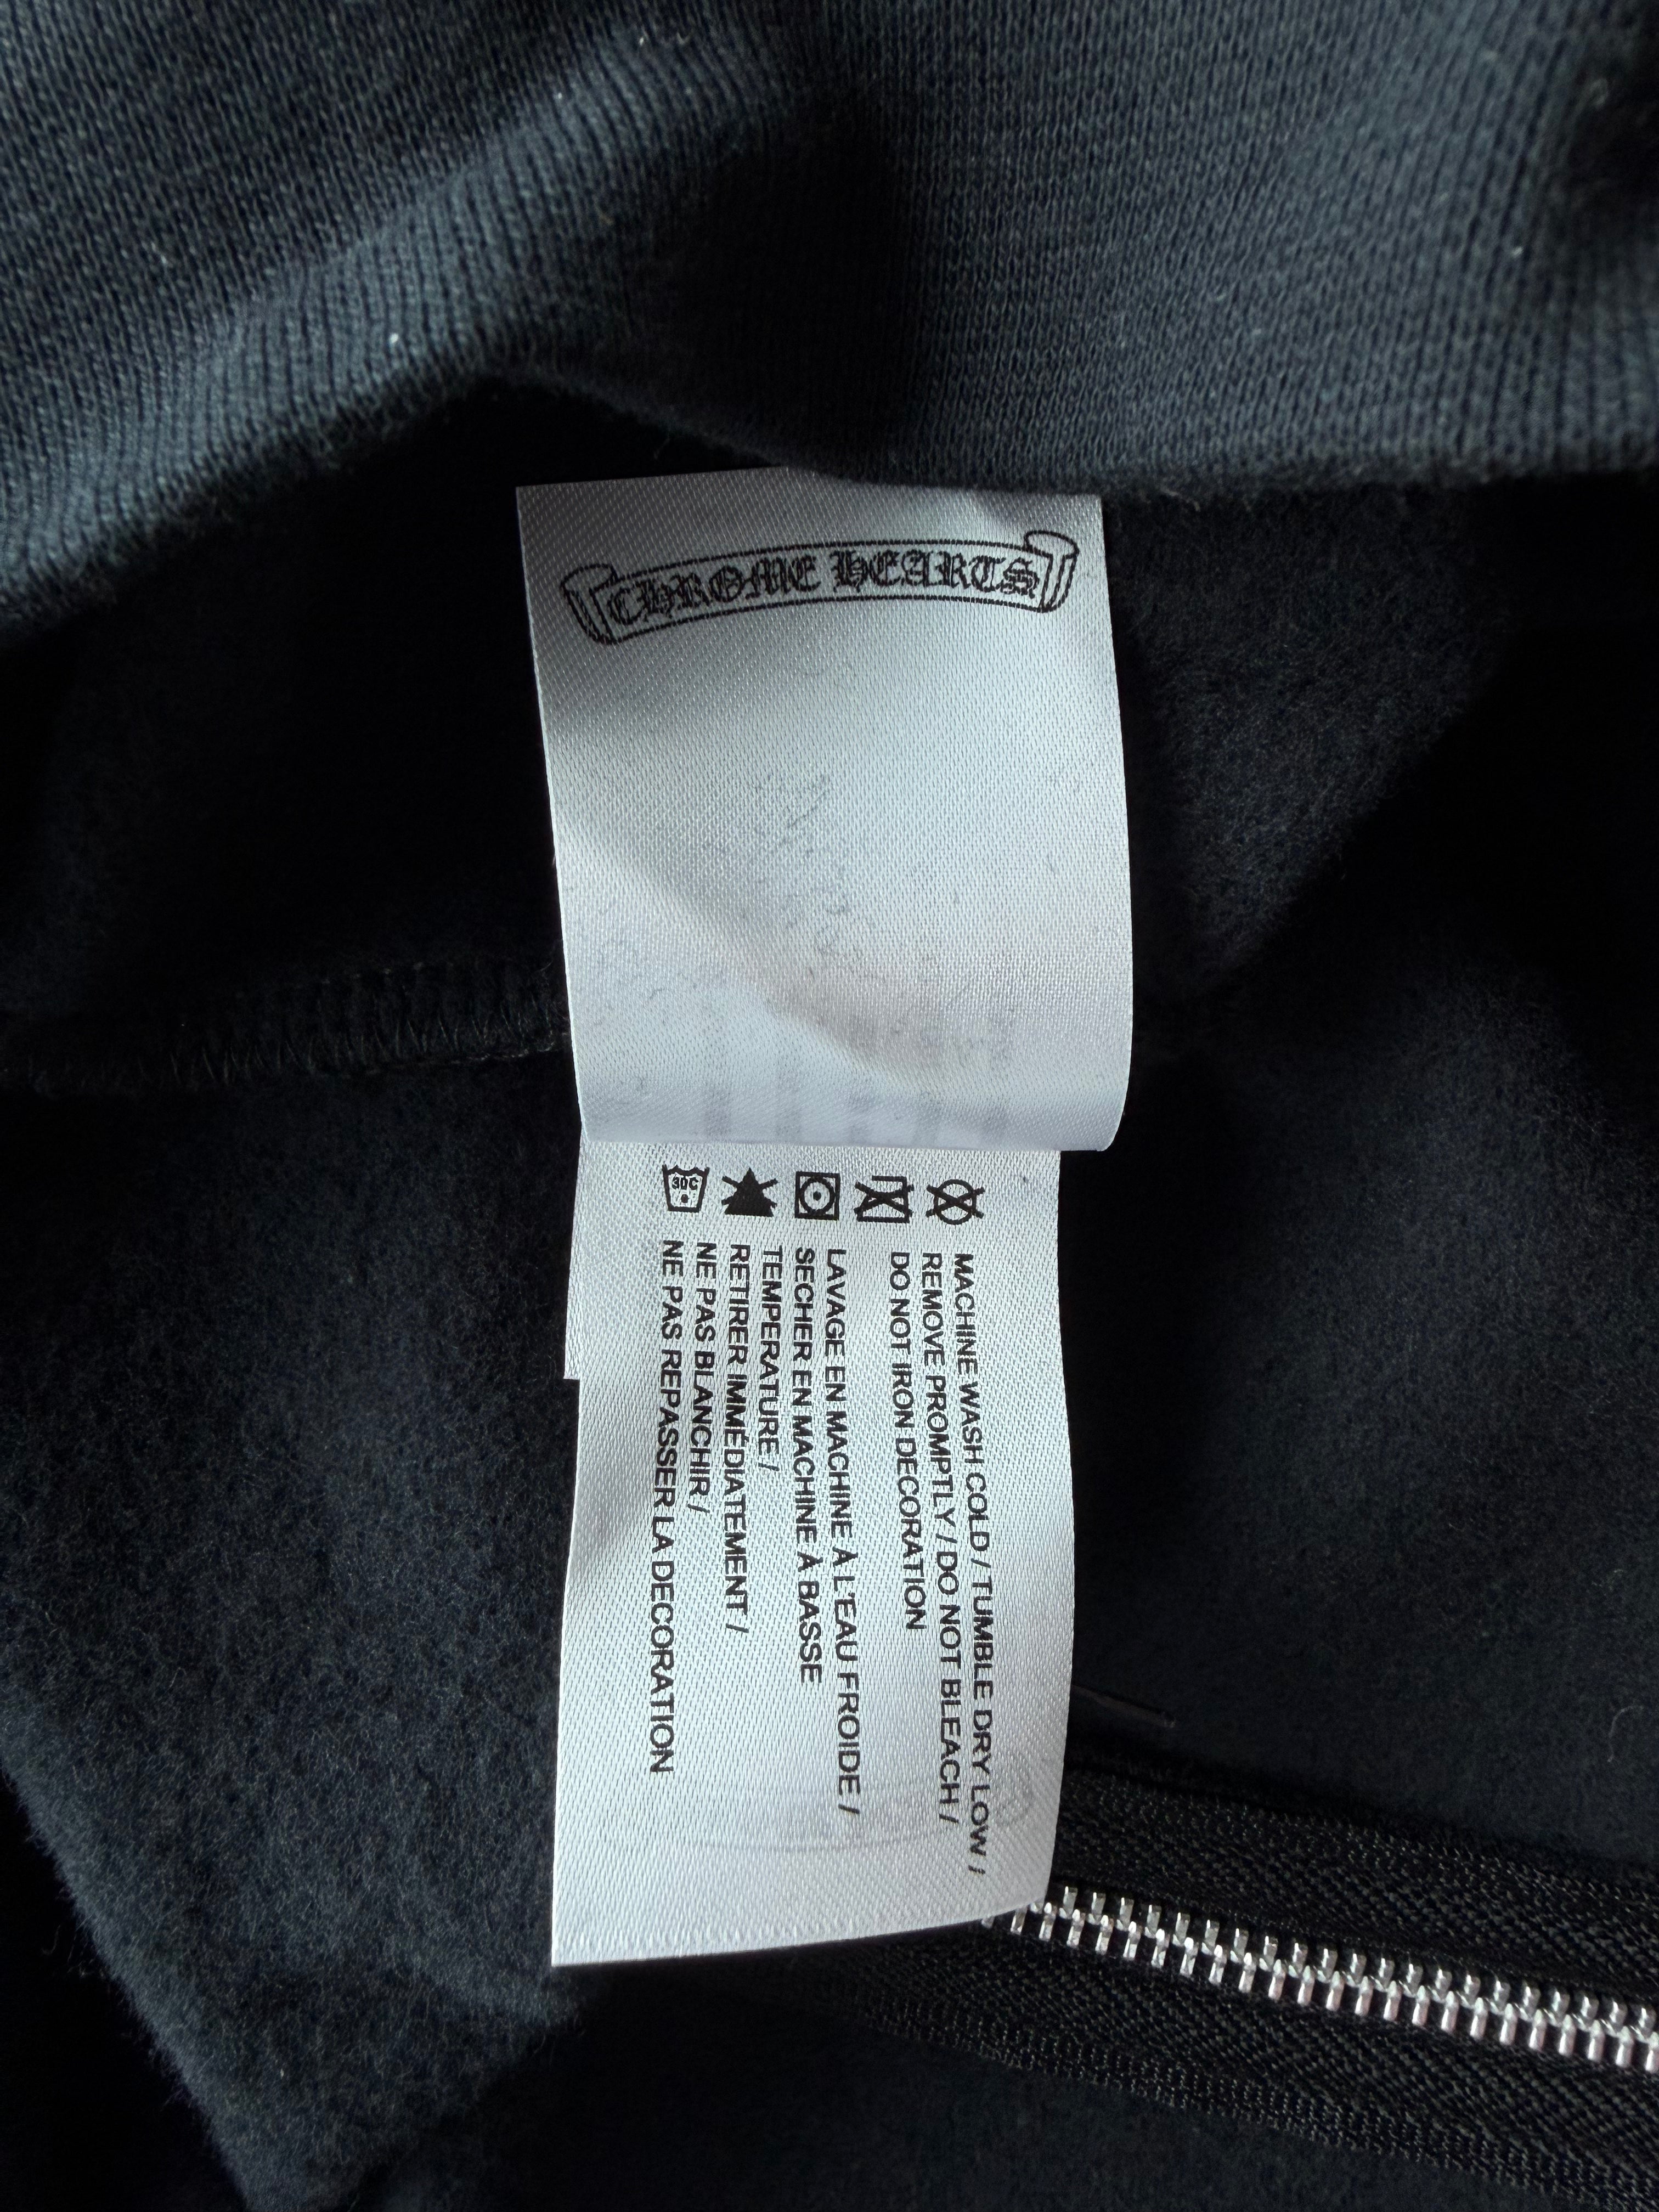 CHROME HEARTS
30C
MACHINE WASH COLD / TUMBLE DRY LOW /
REMOVE PROMPTLY / DO NOT BLEACH /
DO NOT IRON DECORATION
LAVAGE EN MACHINE À L'EAU FROIDE /
SECHER EN MACHINE À BASSE
TEMPERATURE /
RETIRER IMMÉDIATEMENT /
NE PAS BLANCHIR /
NE PAS REPASSER LA DECORATION